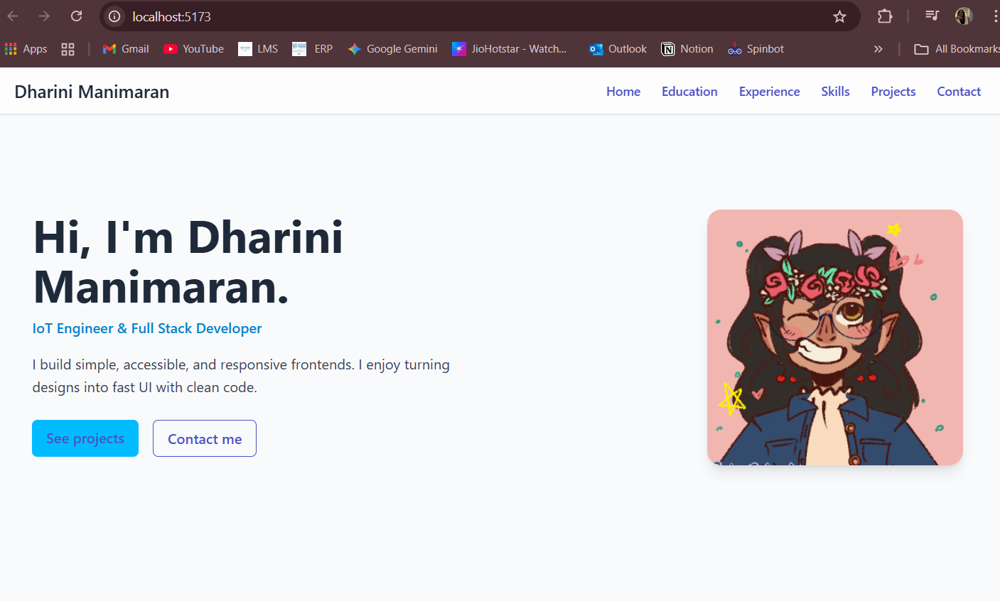 localhost:5173
Apps
Gmail
YouTube
LMS
ERP
Google Gemini
JioHotstar - Watch...
Outlook
Notion
Spinbot
All Bookmarks
Dharini Manimaran
Home
Education
Experience
Skills
Projects
Contact
Hi, I'm Dharini
Manimaran.
IoT Engineer & Full Stack Developer
I build simple, accessible, and responsive frontends. I enjoy turning
designs into fast UI with clean code.
See projects
Contact me